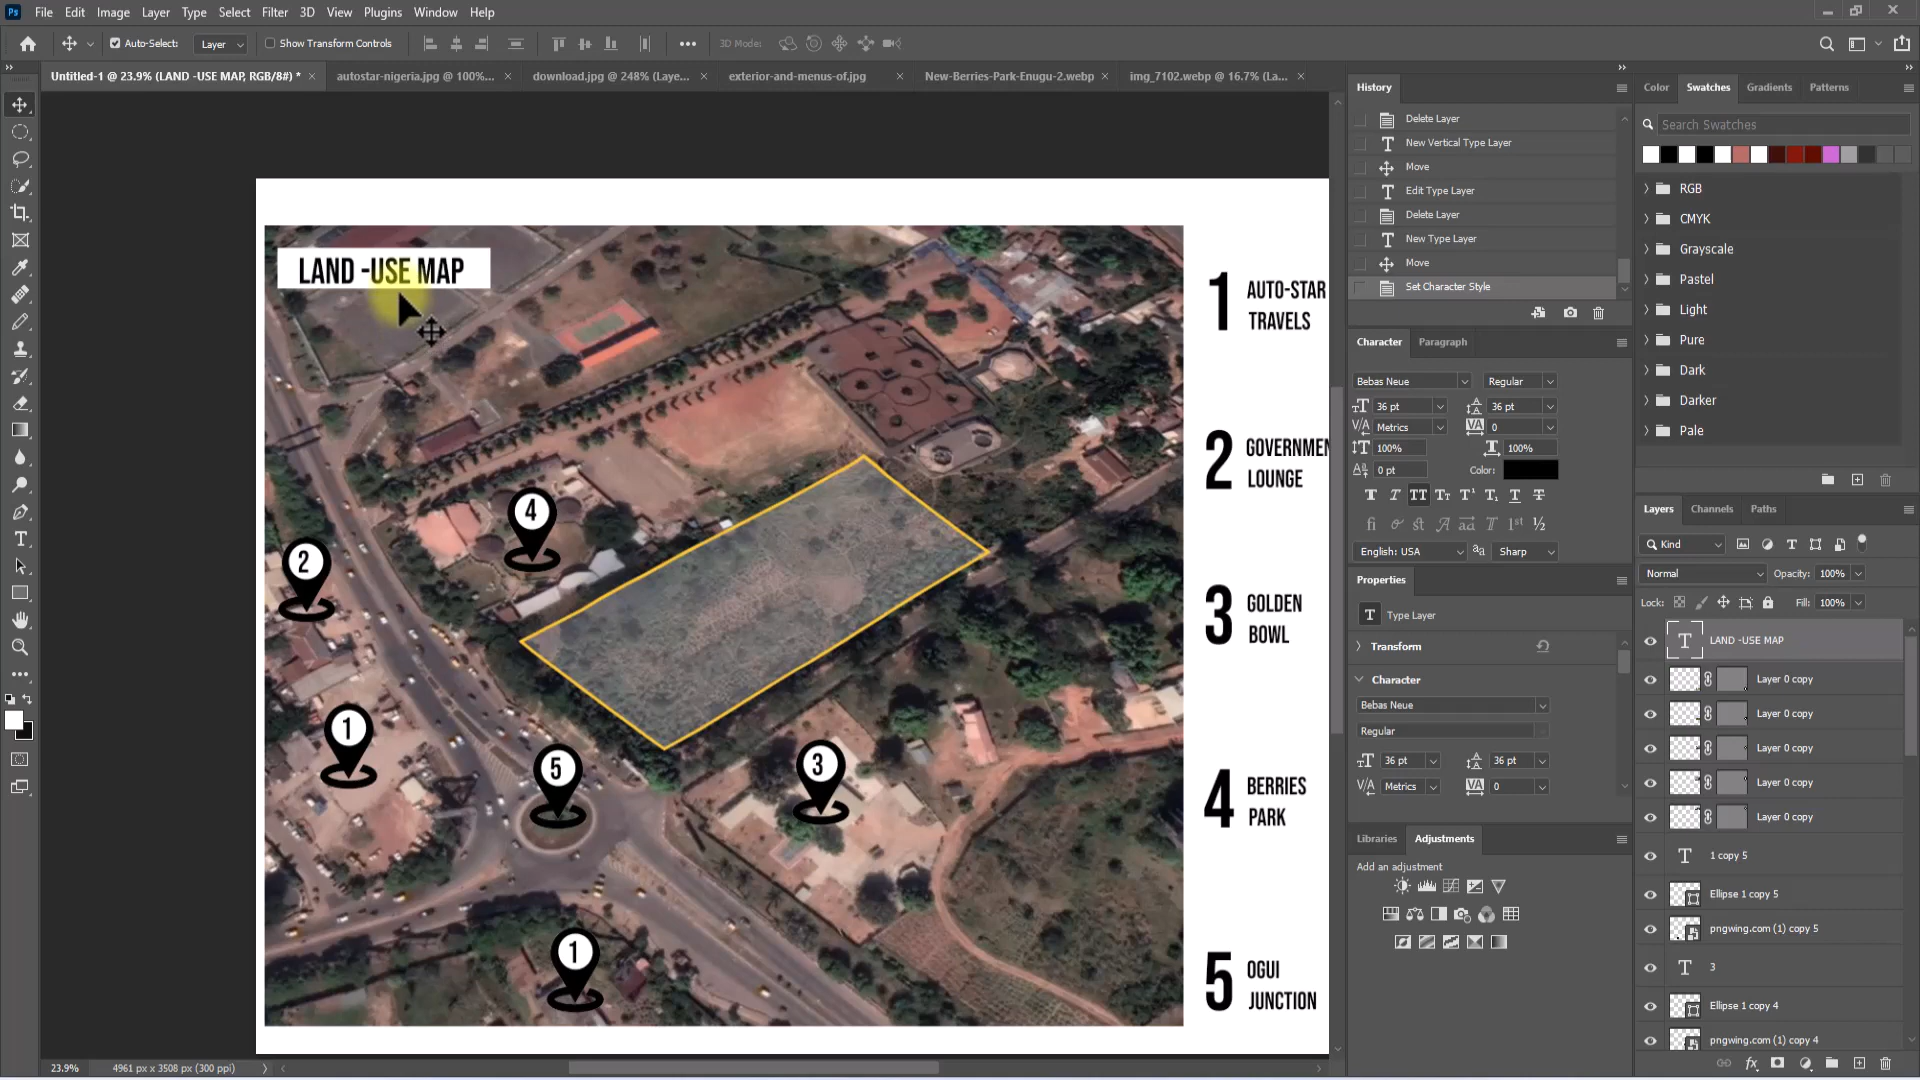 Ps File Edit Image Layer Type Select Filter 3D View Plugins Window Help
Auto-Select: Layer Show Transform Controls 3D Mode:
Untitled-1 @ 23.9% (LAND -USE MAP, RGB/8#) * autostar-nigeria.jpg @ 100%... download.jpg @ 248% (Laye... exterior-and-menus-of.jpg New-Berries-Park-Enugu-2.webp img_7102.webp @ 16.7% (La...
LAND -USE MAP
1 AUTO-STAR
TRAVELS
2 GOVERNMEN
LOUNGE
3 GOLDEN
BOWL
4 BERRIES
PARK
5 OGUI
JUNCTION
4
2
1
5
3
1
23.9% 4961 px x 3508 px (300 ppi)
History
Delete Layer
New Vertical Type Layer
Move
Edit Type Layer
Delete Layer
New Type Layer
Move
Set Character Style
Character Paragraph
Bebas Neue Regular
36 pt 36 pt
Metrics 0
100% 100%
0 pt Color:
English: USA Sharp
Properties
Type Layer
Transform
Character
Bebas Neue
Regular
36 pt 36 pt
Metrics 0
Libraries Adjustments
Add an adjustment
Color Swatches Gradients Patterns
Search Swatches
RGB
CMYK
Grayscale
Pastel
Light
Pure
Dark
Darker
Pale
Layers Channels Paths
Kind
Normal Opacity: 100%
Lock: Fill: 100%
LAND -USE MAP
Layer 0 copy
Layer 0 copy
Layer 0 copy
Layer 0 copy
Layer 0 copy
1 copy 5
Ellipse 1 copy 5
pngwing.com (1) copy 5
3
Ellipse 1 copy 4
pngwing.com (1) copy 4